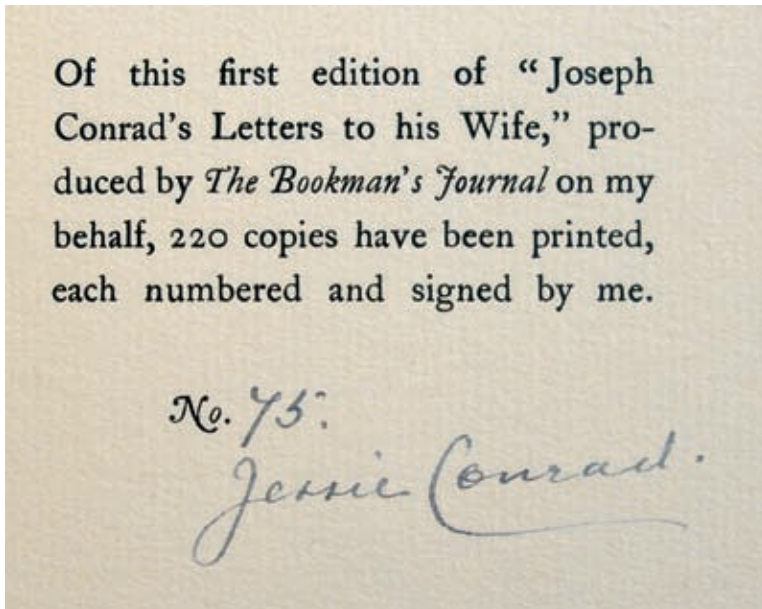 Of this first edition of “Joseph
Conrad's Letters to his Wife,” pro-
duced by The Bookman's Journal on my
behalf, 220 copies have been printed,
each numbered and signed by me.
No. 75.
Jessie Conrad.